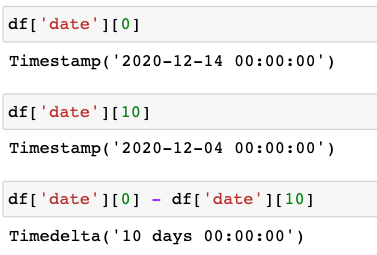 df['date'][0]
Timestamp('2020-12-14 00:00:00')
df['date'][10]
Timestamp('2020-12-04 00:00:00')
df['date'][0] - df['date'][10]
Timedelta('10 days 00:00:00')